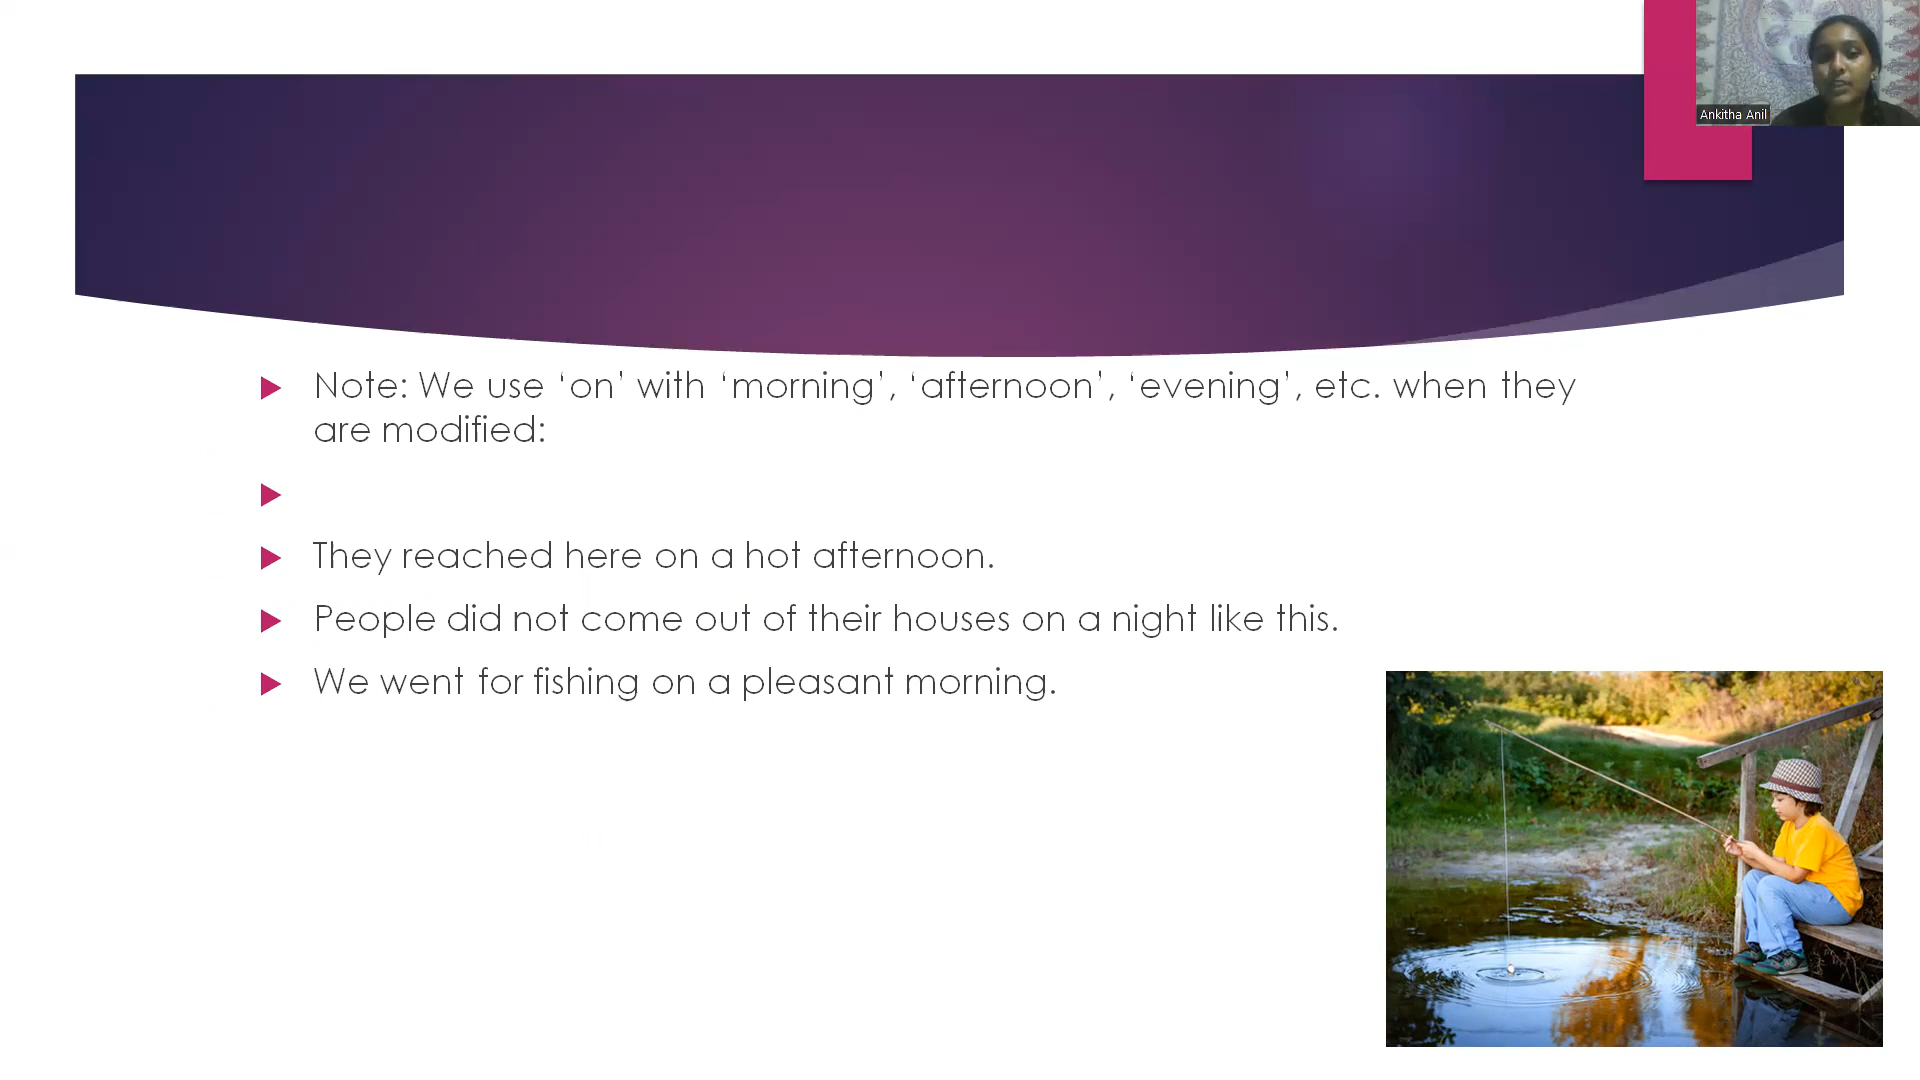 Ankitha Anil
Note: We use ‘on’ with ‘morning’, ‘afternoon’, ‘evening’, etc. when they
are modified:
They reached here on a hot afternoon.
People did not come out of their houses on a night like this.
We went for fishing on a pleasant morning.